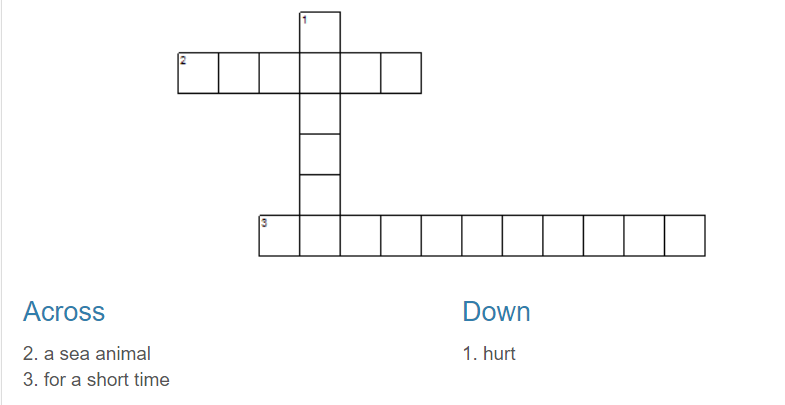 1
2
3
Across
2. a sea animal
3. for a short time
Down
1. hurt